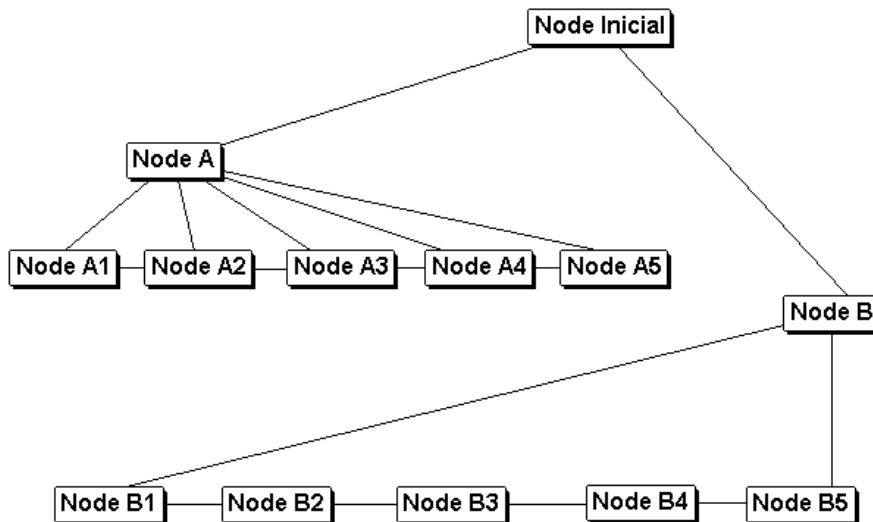 Node Inicial
Node A
Node A1
Node A2
Node A3
Node A4
Node A5
Node B
Node B1
Node B2
Node B3
Node B4
Node B5